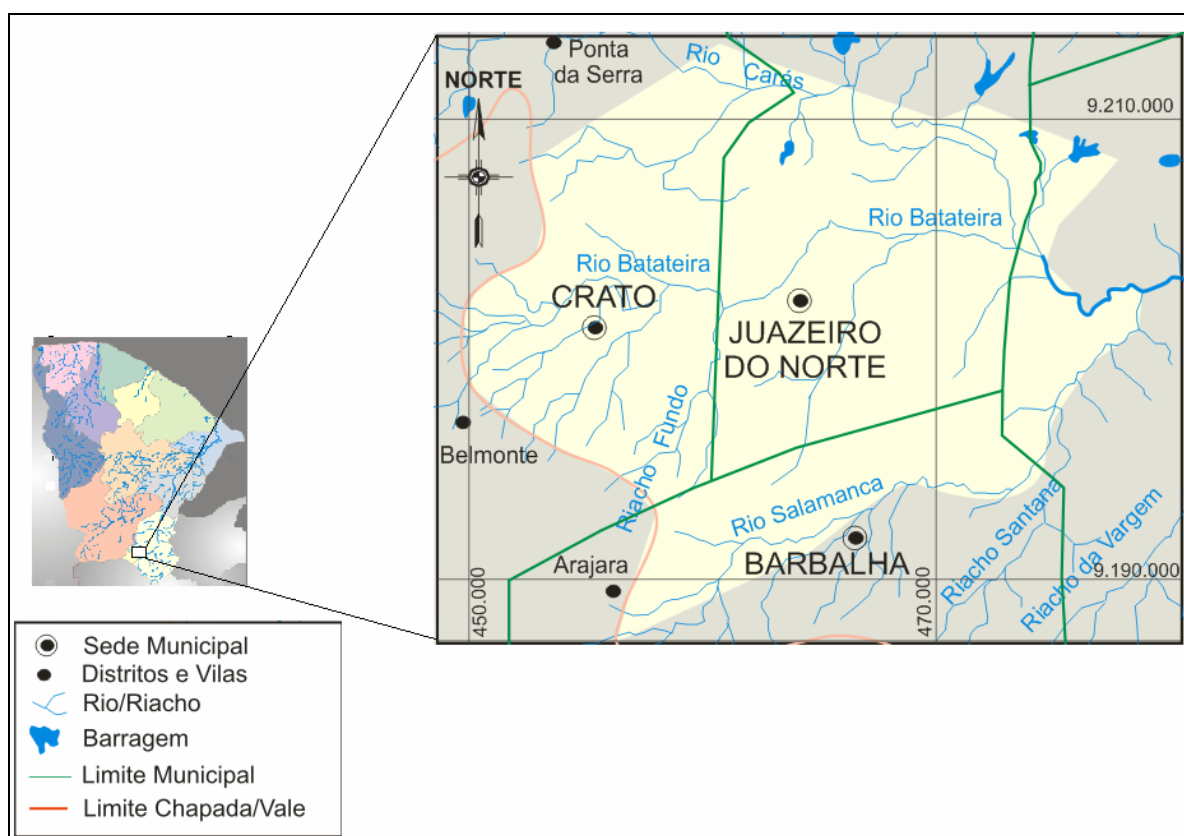 Ponta
da Serra
Rio Carás
NORTE
9.210.000
Rio Batateira
Rio Batateira
CRATO
JUAZEIRO
DO NORTE
Belmonte
Riacho Fundo
Rio Salamanca
Riacho Santana
Riacho da Vargem
Arajara
BARBALHA
9.190.000
450.000
470.000
Sede Municipal
Distritos e Vilas
Rio/Riacho
Barragem
Limite Municipal
Limite Chapada/Vale